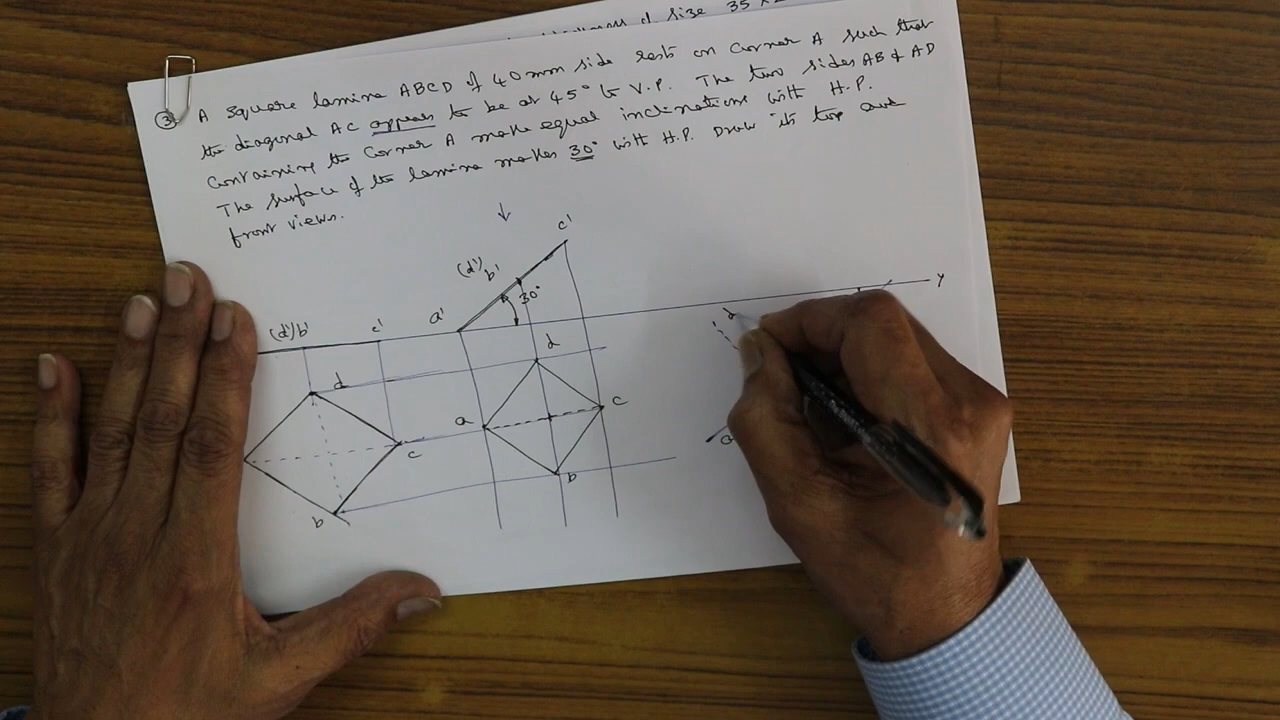 size 35 x
③ A square lamina ABCD of 40mm side rests on Corner A such that
the diagonal AC appears to be at 45° to V.P. The two sides AB & AD
Containing the Corner A make equal inclinations with H.P.
The surface of the lamina makes 30° with H.P. Draw its top and
front views.
c'
(d')
b'
30°
a'
y
(d') b'
c'
d
d
a
c
c
b
b
d
a